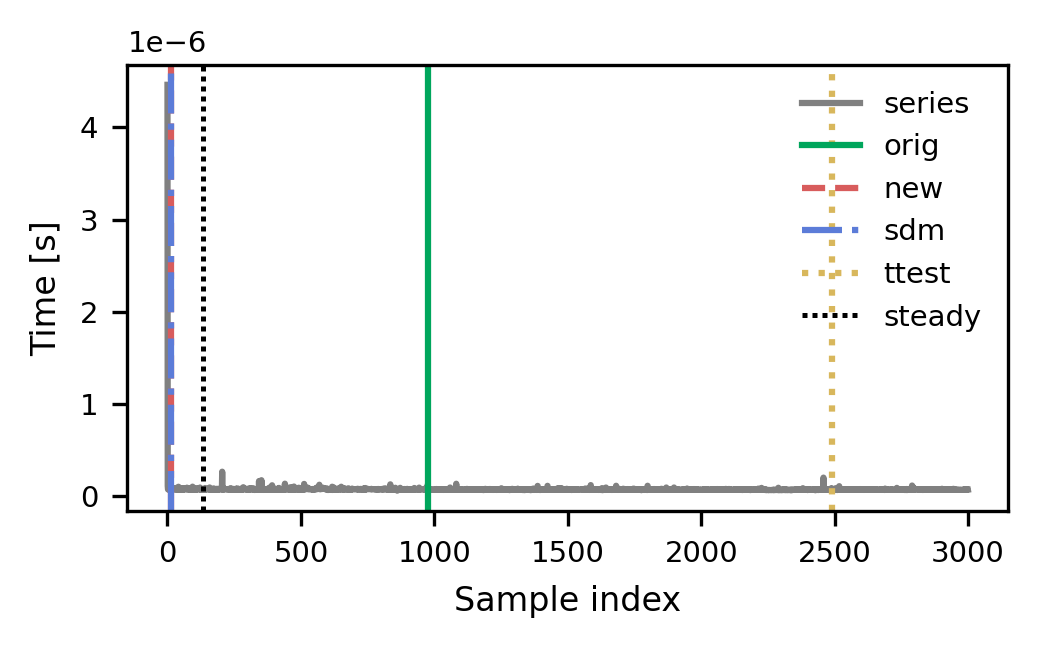 1e−6
4
3
2
1
0
Time [s]
series
orig
new
sdm
ttest
steady
0 500 1000 1500 2000 2500 3000
Sample index